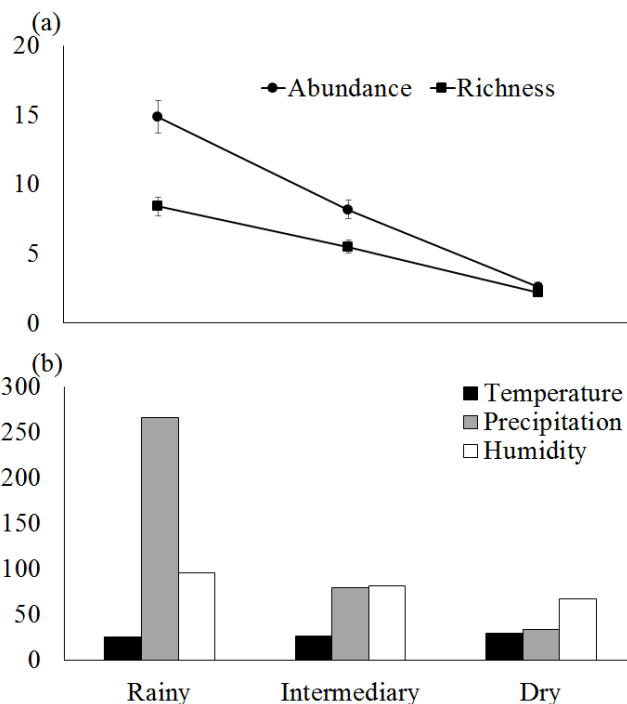 (a)
20
15
10
5
0
Abundance Richness
(b)
300
250
200
150
100
50
0
Temperature
Precipitation
Humidity
Rainy Intermediary Dry